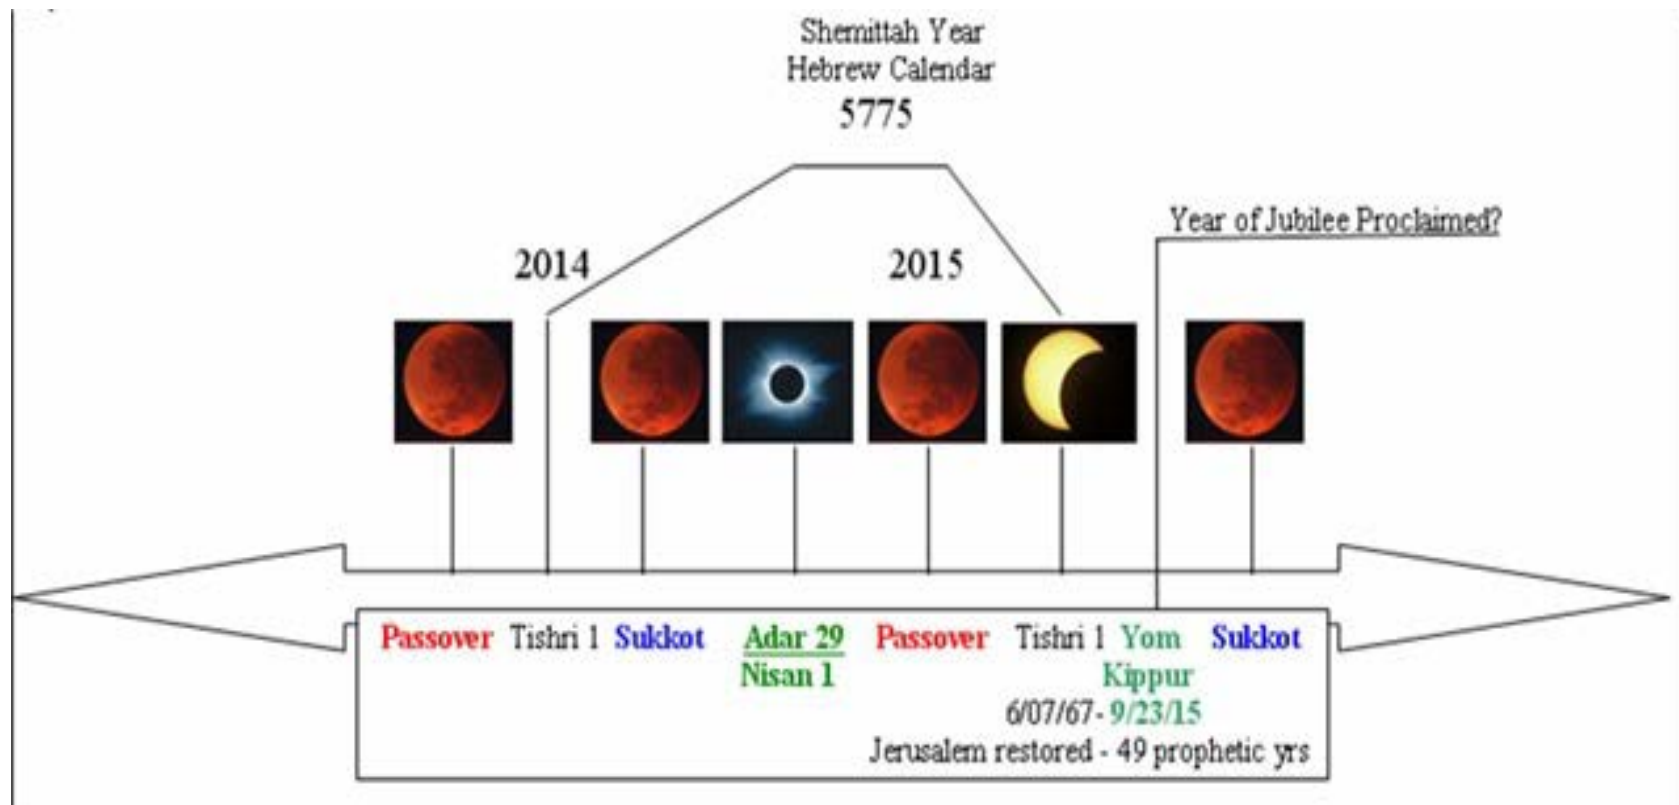 Shemittah Year
Hebrew Calendar
5775
Year of Jubilee Proclaimed?
2014
2015
Passover Tishri 1 Sukkot Adar 29 Passover Tishri 1 Yom Sukkot
Nisan 1 Kippur
6/07/67- 9/23/15
Jerusalem restored - 49 prophetic yrs